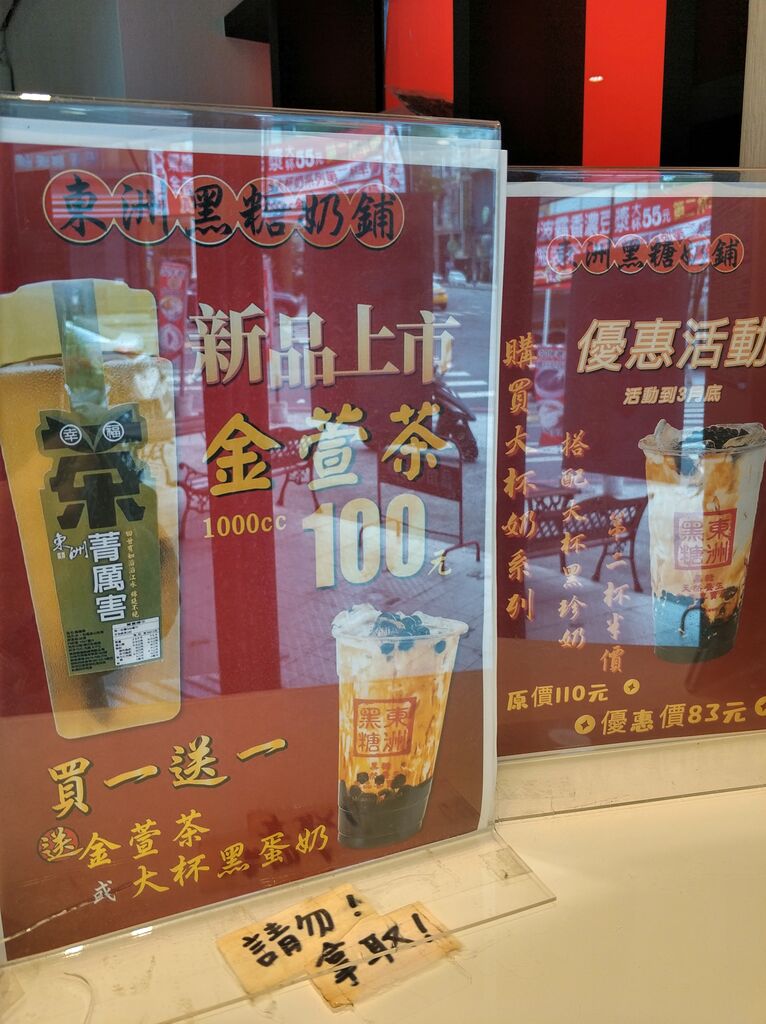 東洲黑糖奶鋪
新品上市
金萱茶
1000cc 100元
幸福
茶
東洲
菁厲害
東洲黑糖
買一送一
送金萱茶
或大杯黑蛋奶
請勿!
拿取!
東洲黑糖奶鋪
優惠活動
活動到3月底
購買大杯奶系列
搭配大杯黑珍奶
第二杯半價
東洲黑糖
原價110元
優惠價83元